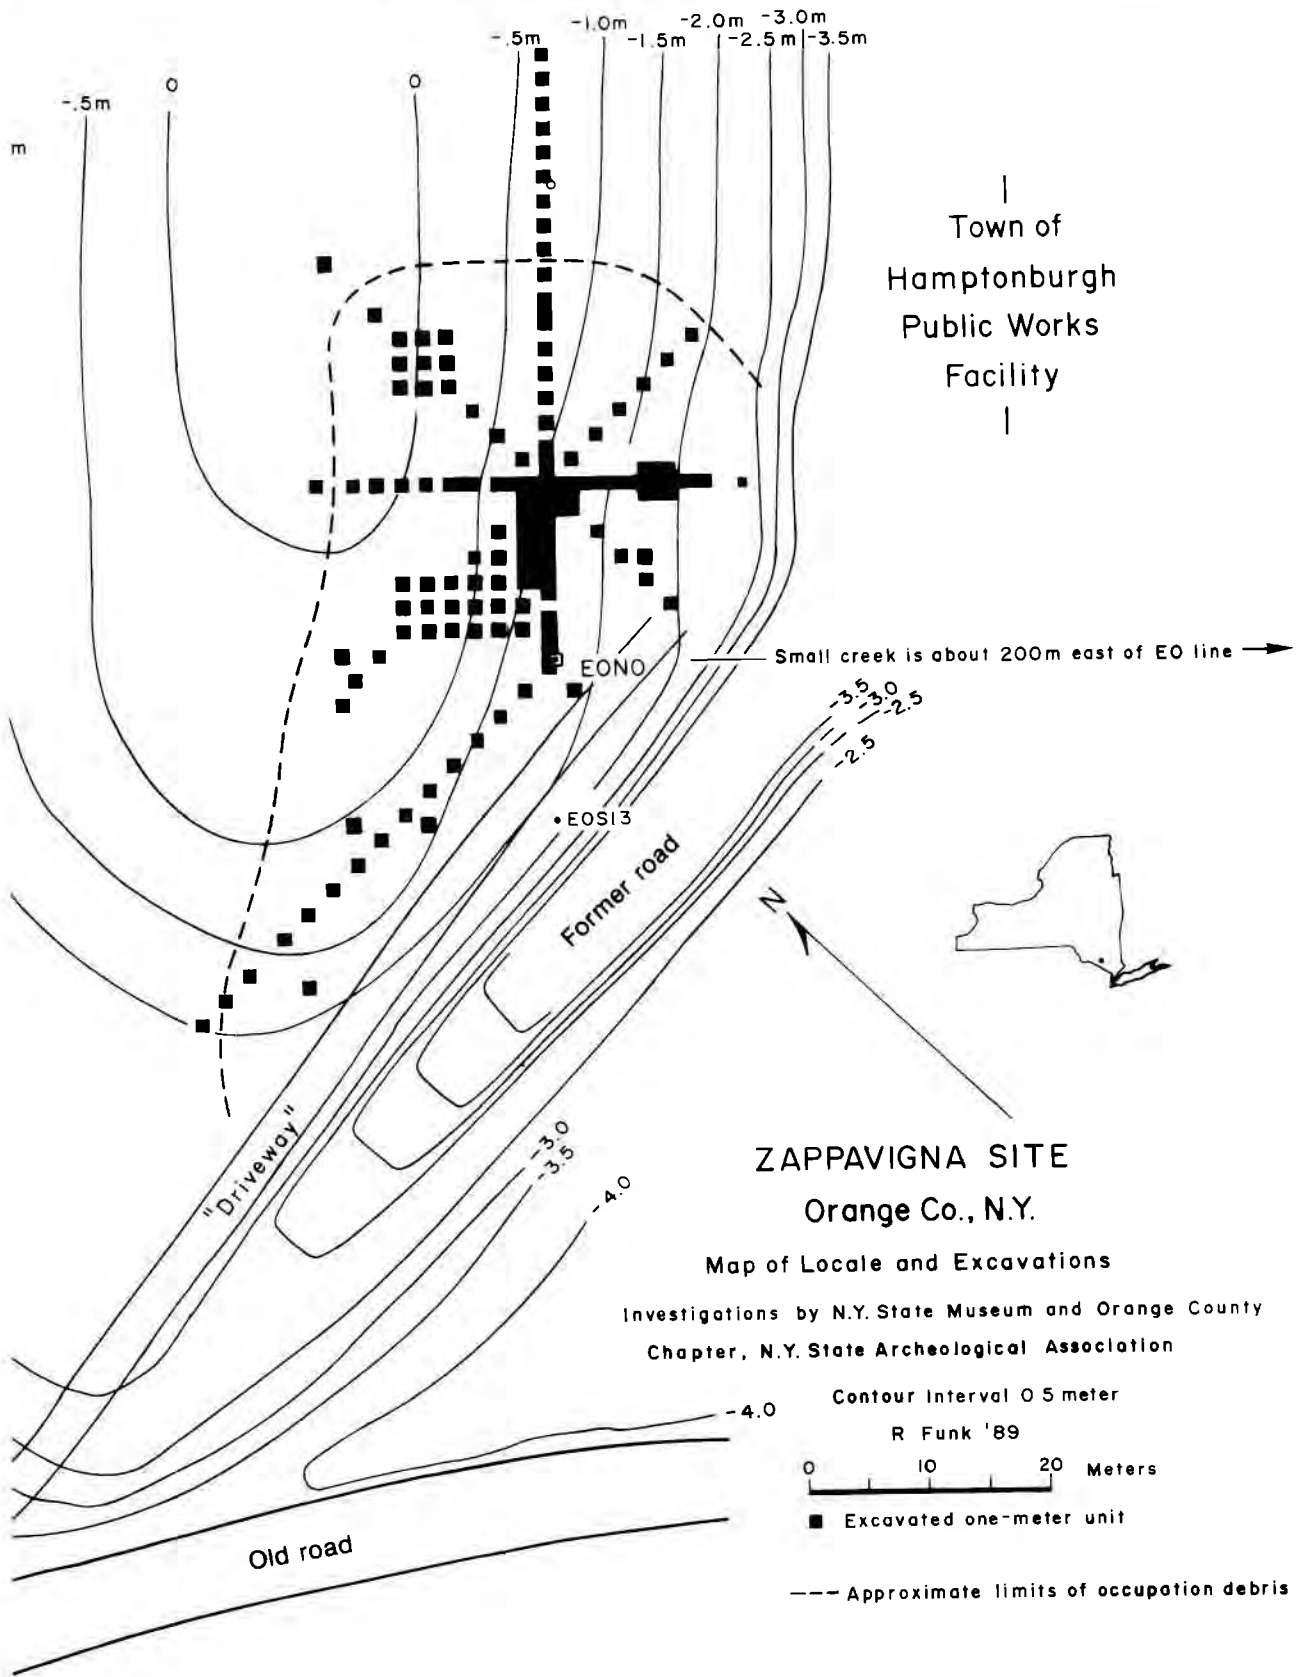 -1.0m
-2.0m
-3.0m
-.5m
-1.5m
-2.5m
-3.5m
0
0
-.5m
m
Town of
Hamptonburgh
Public Works
Facility
E0N0
Small creek is about 200m east of E0 line
-3.5
-3.0
-2.5
-2.5
E0S13
Former road
N
"Driveway"
-3.0
-3.5
-4.0
ZAPPAVIGNA SITE
Orange Co., N.Y.
Map of Locale and Excavations
Investigations by N.Y. State Museum and Orange County
Chapter, N.Y. State Archeological Association
Contour Interval 0 5 meter
-4.0
R Funk '89
0 10 20 Meters
Excavated one-meter unit
Old road
Approximate limits of occupation debris